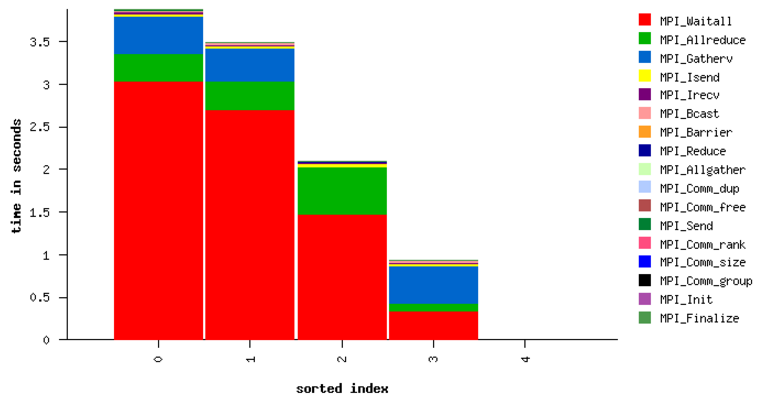 3.5
3
2.5
2
1.5
1
0.5
0
time in seconds
0
1
2
3
4
sorted index
MPI_Waitall
MPI_Allreduce
MPI_Gatherv
MPI_Isend
MPI_Irecv
MPI_Bcast
MPI_Barrier
MPI_Reduce
MPI_Allgather
MPI_Comm_dup
MPI_Comm_free
MPI_Send
MPI_Comm_rank
MPI_Comm_size
MPI_Comm_group
MPI_Init
MPI_Finalize